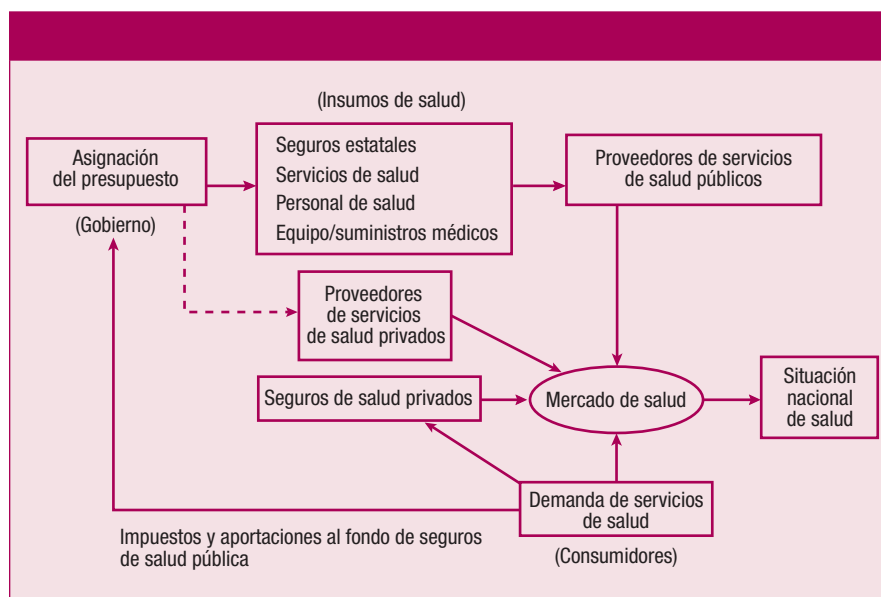 (Insumos de salud)
Asignación
del presupuesto
(Gobierno)
Seguros estatales
Servicios de salud
Personal de salud
Equipo/suministros médicos
Proveedores de servicios
de salud públicos
Proveedores
de servicios
de salud privados
Seguros de salud privados
Mercado de salud
Situación
nacional
de salud
Demanda de servicios
de salud
(Consumidores)
Impuestos y aportaciones al fondo de seguros
de salud pública